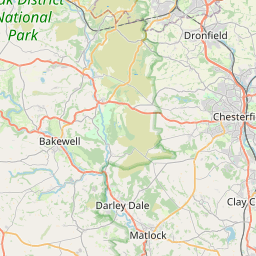 ak District
National
Park
Dronfield
Chesterfi
Bakewell
Darley Dale
Clay C
Matlock